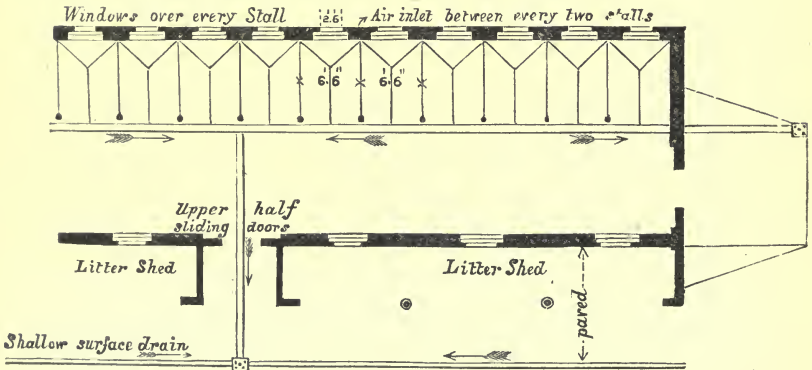 Windows over every Stall
2.6"
Air inlet between every two stalls
6' 6"
6' 6"
Upper half
sliding doors
Litter Shed
Litter Shed
pared
Shallow surface drain